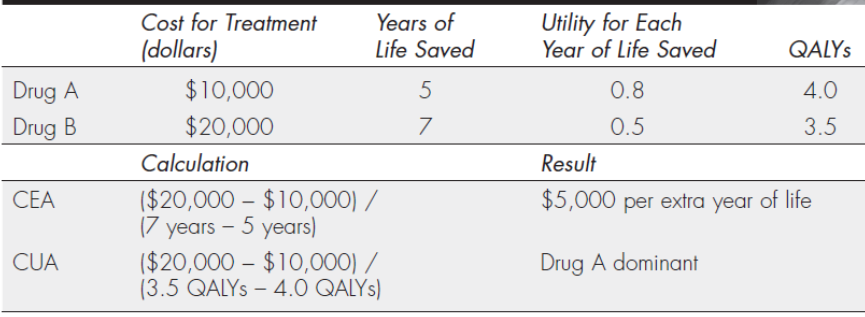 Cost for Treatment Years of Utility for Each
(dollars) Life Saved Year of Life Saved QALYs
Drug A $10,000 5 0.8 4.0
Drug B $20,000 7 0.5 3.5
Calculation Result
CEA ($20,000 – $10,000) / $5,000 per extra year of life
(7 years – 5 years)
CUA ($20,000 – $10,000) / Drug A dominant
(3.5 QALYs – 4.0 QALYs)